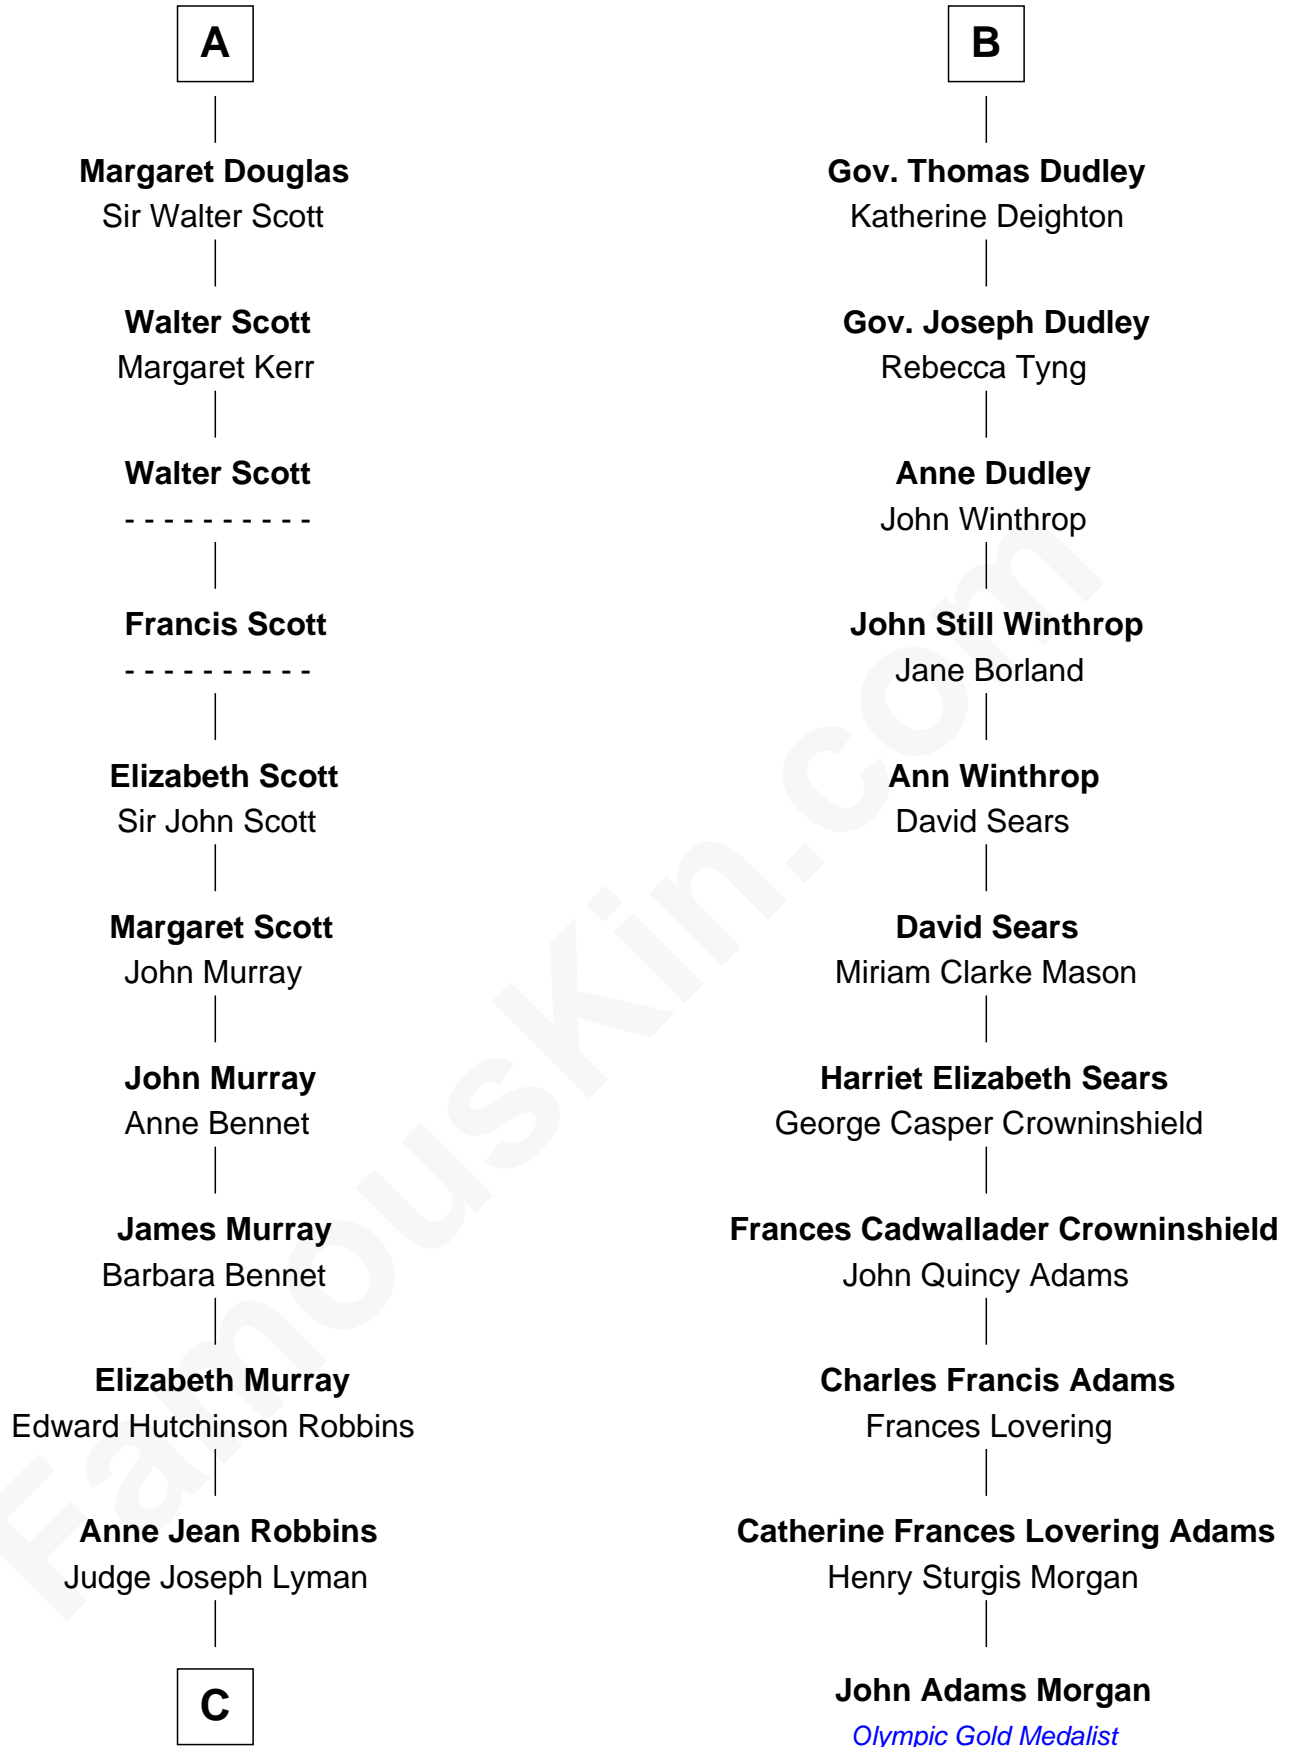 A
Margaret Douglas
Sir Walter Scott
Walter Scott
Margaret Kerr
Walter Scott
- - - - - - - - - -
Francis Scott
- - - - - - - - - -
Elizabeth Scott
Sir John Scott
Margaret Scott
John Murray
John Murray
Anne Bennet
James Murray
Barbara Bennet
Elizabeth Murray
Edward Hutchinson Robbins
Anne Jean Robbins
Judge Joseph Lyman
C
B
Gov. Thomas Dudley
Katherine Deighton
Gov. Joseph Dudley
Rebecca Tyng
Anne Dudley
John Winthrop
John Still Winthrop
Jane Borland
Ann Winthrop
David Sears
David Sears
Miriam Clarke Mason
Harriet Elizabeth Sears
George Casper Crowninshield
Frances Cadwallader Crowninshield
John Quincy Adams
Charles Francis Adams
Frances Lovering
Catherine Frances Lovering Adams
Henry Sturgis Morgan
John Adams Morgan
Olympic Gold Medalist
FamousKin.com